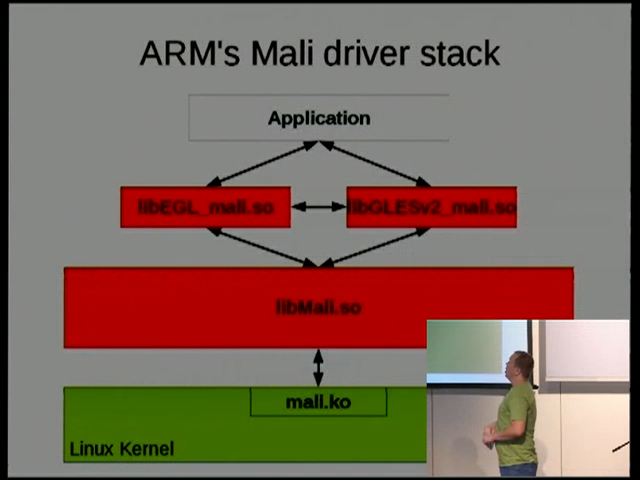 ARM's Mali driver stack
Application
libEGL_mali.so
libGLESv2_mali.so
libMali.so
mali.ko
Linux Kernel